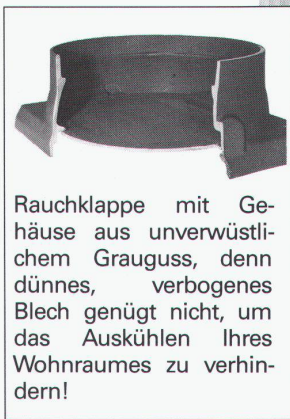 Rauchklappe mit Ge-
häuse aus unverwüstli-
chem Grauguss, denn
dünnes, verbogenes
Blech genügt nicht, um
das Auskühlen Ihres
Wohnraumes zu verhin-
dern!